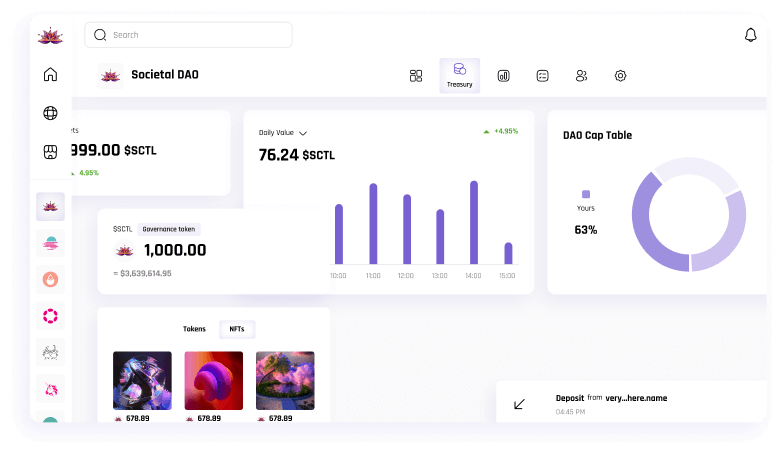 Search
Societal DAO
Treasury
ets
999.00 $SCTL
4.95%
Daily Value
+4.95%
76.24 $SCTL
10:00 11:00 12:00 13:00 14:00 15:00
DAO Cap Table
Yours
63%
$SCTL Governance token
1,000.00
= $3,639,614.95
Tokens NFTs
678.89 678.89 678.89
Deposit from very...here.name
04:45 PM